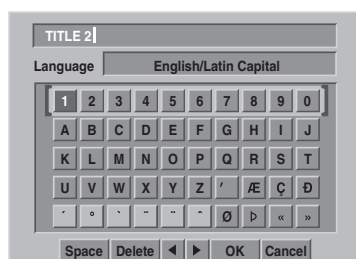 TITLE 2
Language English/Latin Capital
1 2 3 4 5 6 7 8 9 0
A B C D E F G H I J
K L M N O P Q R S T
U V W X Y Z ′ Æ Ç Ð
´ ° ` ˜ ¨ ˆ Ø Þ « »
Space Delete ◀ ▶ OK Cancel